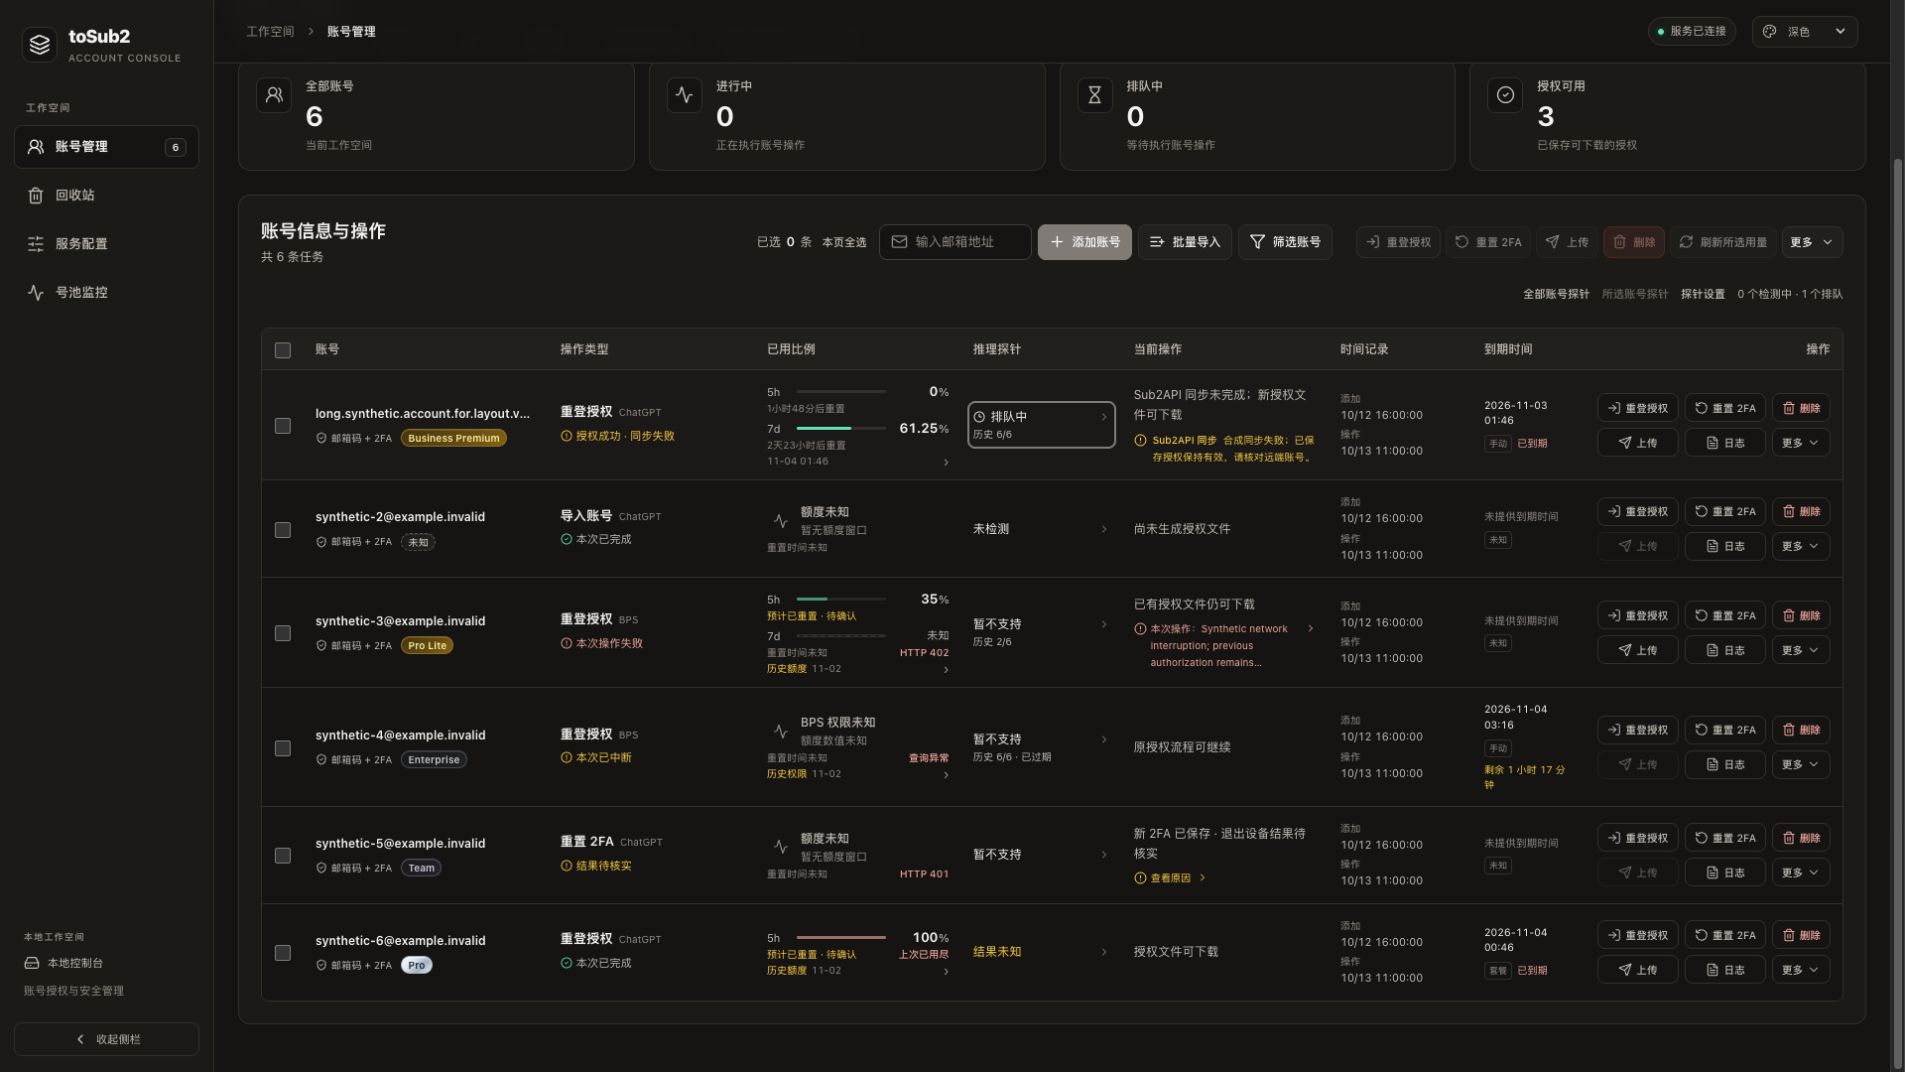 toSub2
ACCOUNT CONSOLE
工作空间
账号管理
6
回收站
服务配置
号池监控
本地工作空间
本地控制台
账号授权与安全管理
收起侧栏
工作空间
账号管理
服务已连接
深色
全部账号
6
当前工作空间
进行中
0
正在执行账号操作
排队中
0
等待执行账号操作
授权可用
3
已保存可下载的授权
账号信息与操作
共 6 条任务
已选 0 条 本页全选
输入邮箱地址
添加账号
批量导入
筛选账号
重登授权
重置 2FA
上传
删除
刷新所选用量
更多
全部账号探针 所选账号探针 探针设置 0 个检测中 · 1 个排队
账号 操作类型 已用比例 推理探针 当前操作 时间记录 到期时间 操作
long.synthetic.account.for.layout.v...
邮箱码 + 2FA Business Premium
重登授权 ChatGPT
授权成功 · 同步失败
5h 0%
1小时48分后重置
7d 61.25%
2天23小时后重置
11-04 01:46
排队中
历史 6/6
Sub2API 同步未完成；新授权文
件可下载
Sub2API 同步 合成同步失败；已保
存授权保持有效，请核对远端账号。
添加
10/12 16:00:00
操作
10/13 11:00:00
2026-11-03
01:46
手动 已到期
重登授权 重置 2FA 删除
上传 日志 更多
synthetic-2@example.invalid
邮箱码 + 2FA 未知
导入账号 ChatGPT
本次已完成
额度未知
暂无额度窗口
重置时间未知
未检测
尚未生成授权文件
添加
10/12 16:00:00
操作
10/13 11:00:00
未提供到期时间
未知
重登授权 重置 2FA 删除
上传 日志 更多
synthetic-3@example.invalid
邮箱码 + 2FA Pro Lite
重登授权 BPS
本次操作失败
5h 35%
预计已重置 · 待确认
7d 未知
重置时间未知 HTTP 402
历史额度 11-02
暂不支持
历史 2/6
已有授权文件仍可下载
本次操作： Synthetic network
interruption; previous
authorization remains...
添加
10/12 16:00:00
操作
10/13 11:00:00
未提供到期时间
未知
重登授权 重置 2FA 删除
上传 日志 更多
synthetic-4@example.invalid
邮箱码 + 2FA Enterprise
重登授权 BPS
本次已中断
BPS 权限未知
额度数值未知
重置时间未知 查询异常
历史权限 11-02
暂不支持
历史 6/6 · 已过期
原授权流程可继续
添加
10/12 16:00:00
操作
10/13 11:00:00
2026-11-04
03:16
手动
剩余 1 小时 17 分
钟
重登授权 重置 2FA 删除
上传 日志 更多
synthetic-5@example.invalid
邮箱码 + 2FA Team
重置 2FA ChatGPT
结果待核实
额度未知
暂无额度窗口
重置时间未知 HTTP 401
暂不支持
新 2FA 已保存 · 退出设备结果待
核实
查看原因
添加
10/12 16:00:00
操作
10/13 11:00:00
未提供到期时间
未知
重登授权 重置 2FA 删除
上传 日志 更多
synthetic-6@example.invalid
邮箱码 + 2FA Pro
重登授权 ChatGPT
本次已完成
5h 100%
预计已重置 · 待确认 上次已用尽
历史额度 11-02
结果未知
授权文件可下载
添加
10/12 16:00:00
操作
10/13 11:00:00
2026-11-04
00:46
套餐 已到期
重登授权 重置 2FA 删除
上传 日志 更多